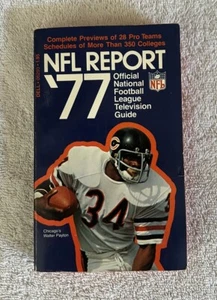 Complete Previews of 28 Pro Teams
Schedules of More Than 350 Colleges
NFL REPORT
'77
Official
National
Football
League
Television
Guide
NFL
34
Chicago's
Walter Payton